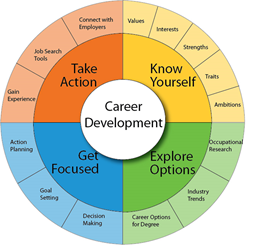 Connect with
Employers
Values
Interests
Strengths
Traits
Ambitions
Job Search
Tools
Gain
Experience
Take
Action
Know
Yourself
Career
Development
Get
Focused
Explore
Options
Action
Planning
Goal
Setting
Decision
Making
Career Options
for Degree
Industry
Trends
Occupational
Research